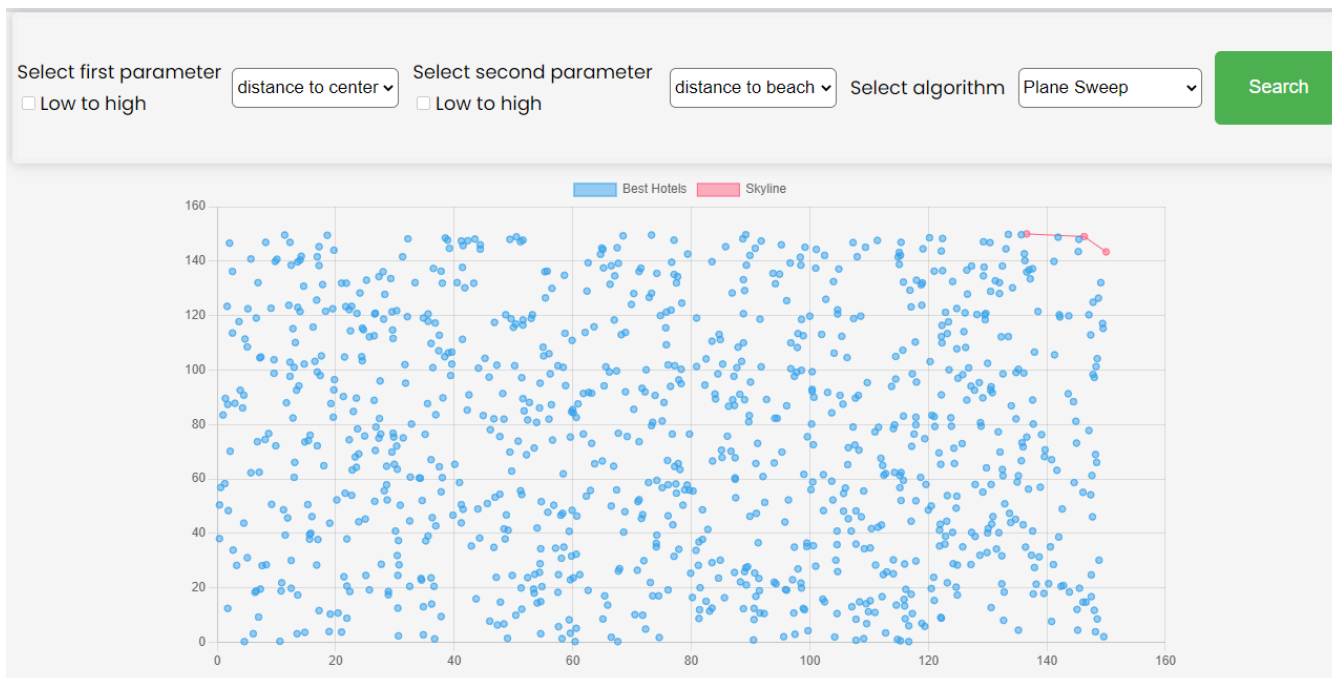 Select first parameter
Low to high
distance to center
Select second parameter
Low to high
distance to beach
Select algorithm
Plane Sweep
Search
Best Hotels
Skyline
160
140
120
100
80
60
40
20
0
0 20 40 60 80 100 120 140 160